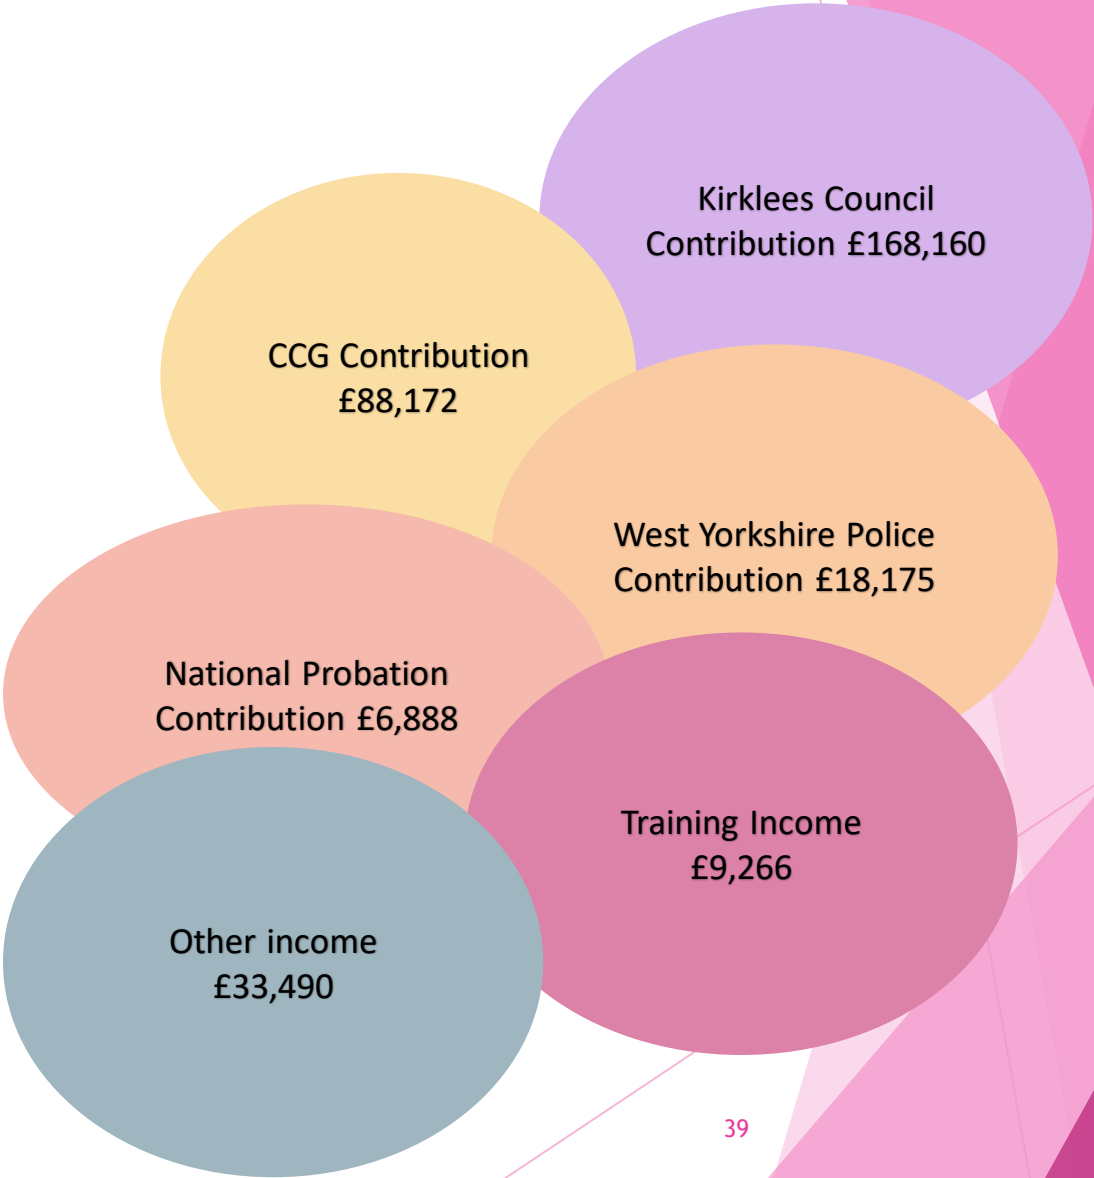 Kirklees Council
Contribution £168,160
CCG Contribution
£88,172
West Yorkshire Police
Contribution £18,175
National Probation
Contribution £6,888
Training Income
£9,266
Other income
£33,490
39